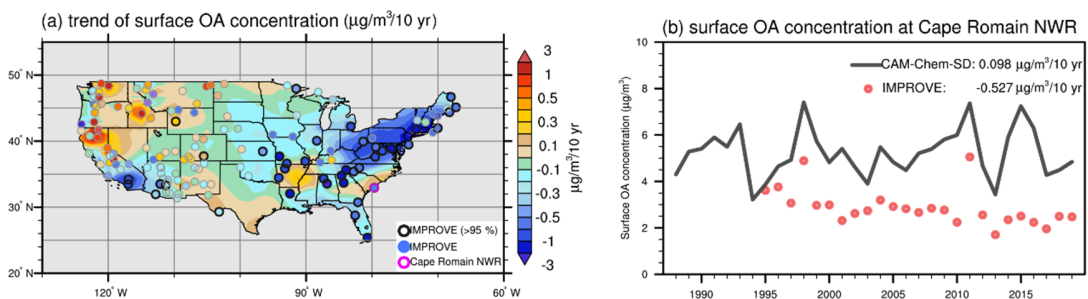 (a) trend of surface OA concentration (μg/m³/10 yr)
50° N
40° N
30° N
20° N
120° W
90° W
60° W
IMPROVE (>95 %)
IMPROVE
Cape Romain NWR
3
1
0.5
0.3
0.1
-0.1
-0.3
-0.5
-1
-3
μg/m³/10 yr
(b) surface OA concentration at Cape Romain NWR
CAM-Chem-SD: 0.098 μg/m³/10 yr
IMPROVE: -0.527 μg/m³/10 yr
Surface OA concentration (μg/m³)
10
8
6
4
2
0
1990
1995
2000
2005
2010
2015